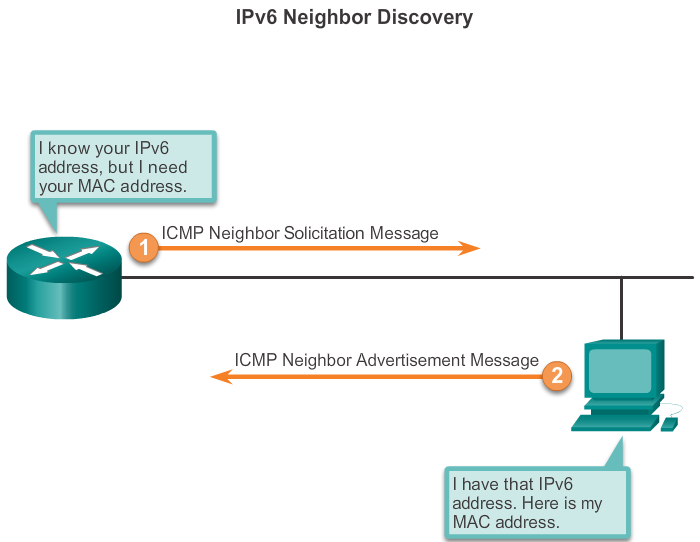 IPv6 Neighbor Discovery
I know your IPv6
address, but I need
your MAC address.
1
ICMP Neighbor Solicitation Message
ICMP Neighbor Advertisement Message
2
I have that IPv6
address. Here is my
MAC address.